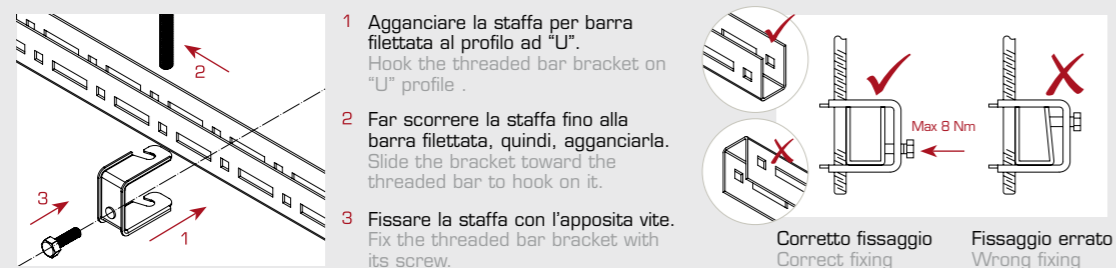 2
3
1
1 Agganciare la staffa per barra
filettata al profilo ad “U”.
Hook the threaded bar bracket on
“U” profile .
2 Far scorrere la staffa fino alla
barra filettata, quindi, agganciarla.
Slide the bracket toward the
threaded bar to hook on it.
3 Fissare la staffa con l’apposita vite.
Fix the threaded bar bracket with
its screw.
Max 8 Nm
Corretto fissaggio
Correct fixing
Fissaggio errato
Wrong fixing